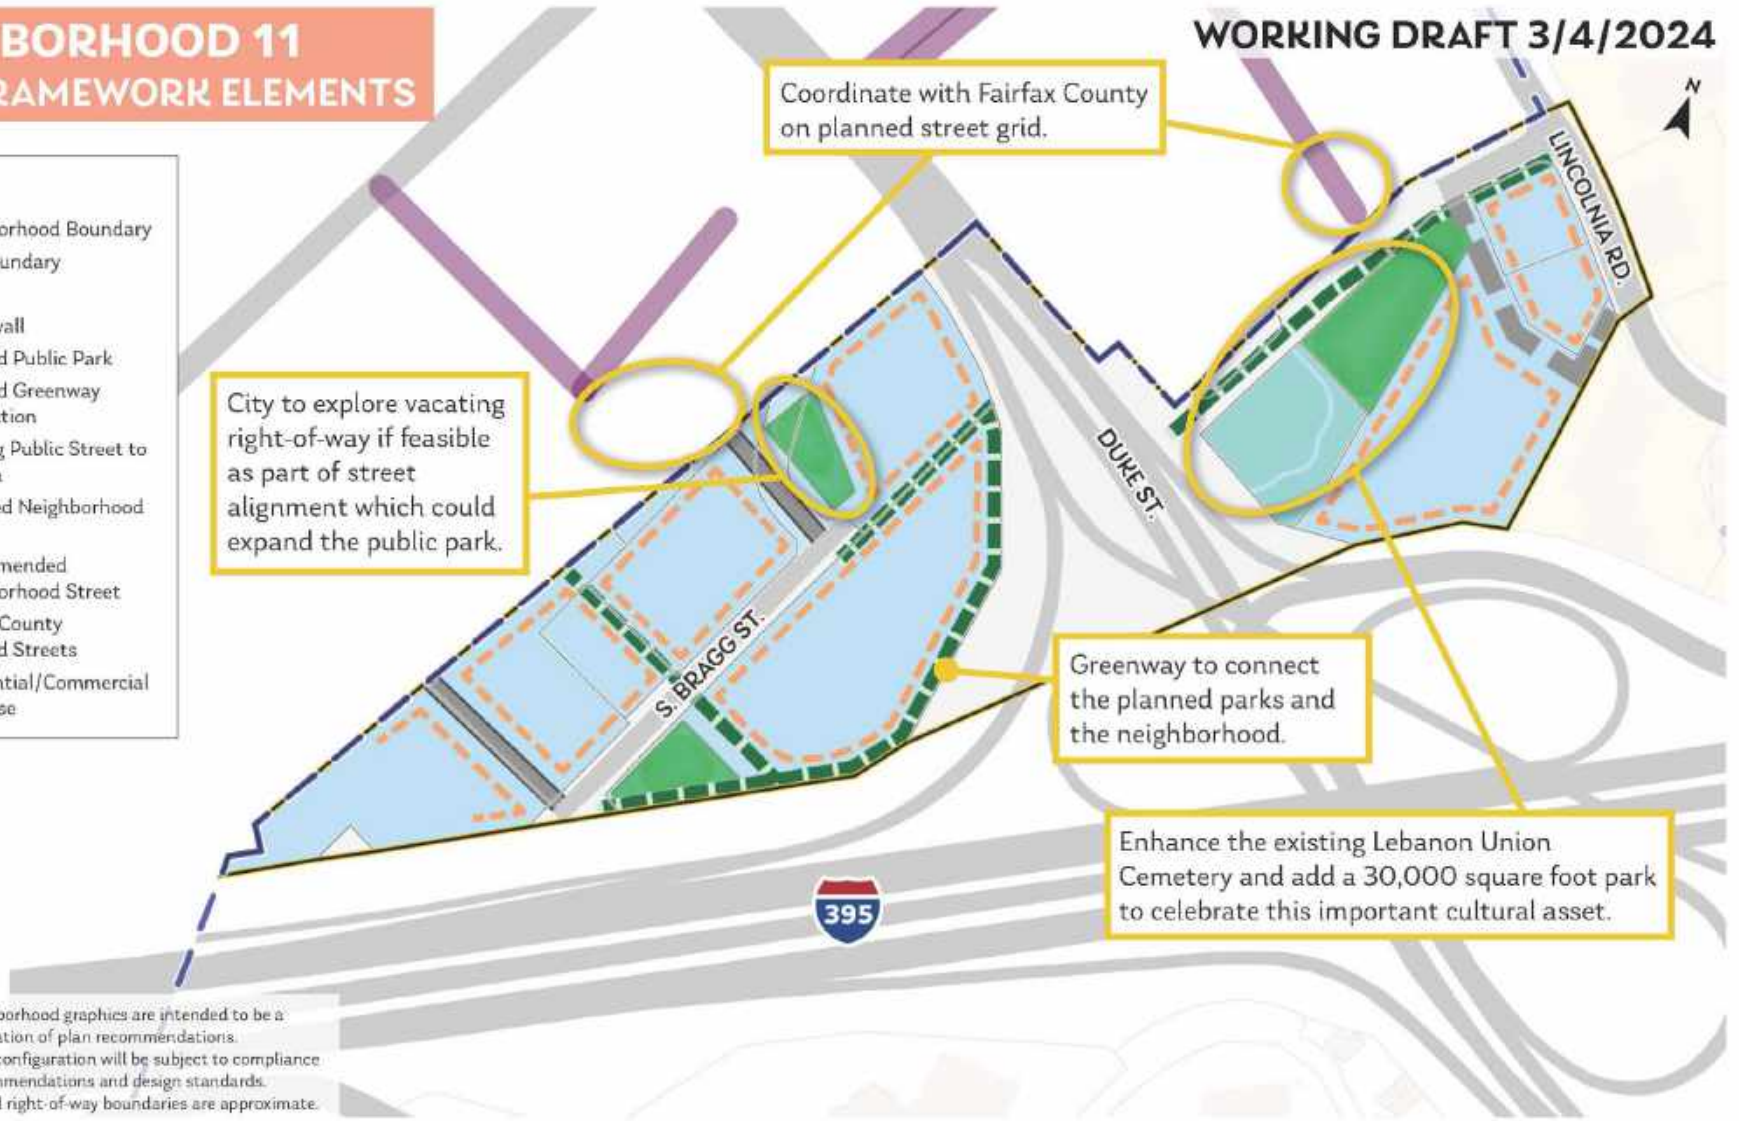 BORHOOD 11
RAMEWORK ELEMENTS
WORKING DRAFT 3/4/2024
N
Coordinate with Fairfax County
on planned street grid.
LINCOLNIA RD.
orhood Boundary
undary
vall
d Public Park
d Greenway
tion
g Public Street to
ed Neighborhood
mended
orhood Street
County
d Streets
ntial/Commercial
se
City to explore vacating
right-of-way if feasible
as part of street
alignment which could
expand the public park.
DUKE ST.
S. BRAGG ST.
Greenway to connect
the planned parks and
the neighborhood.
Enhance the existing Lebanon Union
Cemetery and add a 30,000 square foot park
to celebrate this important cultural asset.
395
borhood graphics are intended to be a
ation of plan recommendations.
configuration will be subject to compliance
mmendations and design standards.
d right-of-way boundaries are approximate.